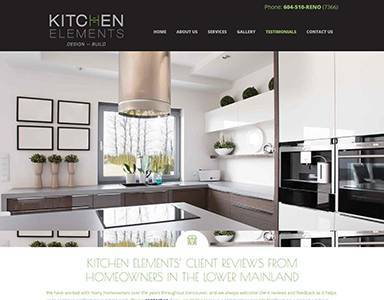 Phone: 604-510-RENO (7366)
KITCHEN
ELEMENTS
DESIGN — BUILD
HOME ABOUT US SERVICES GALLERY TESTIMONIALS CONTACT US
KITCHEN ELEMENTS' CLIENT REVIEWS FROM
HOMEOWNERS IN THE LOWER MAINLAND
We have worked with many homeowners over the years throughout Vancouver, and we always welcome client reviews and feedback as it helps